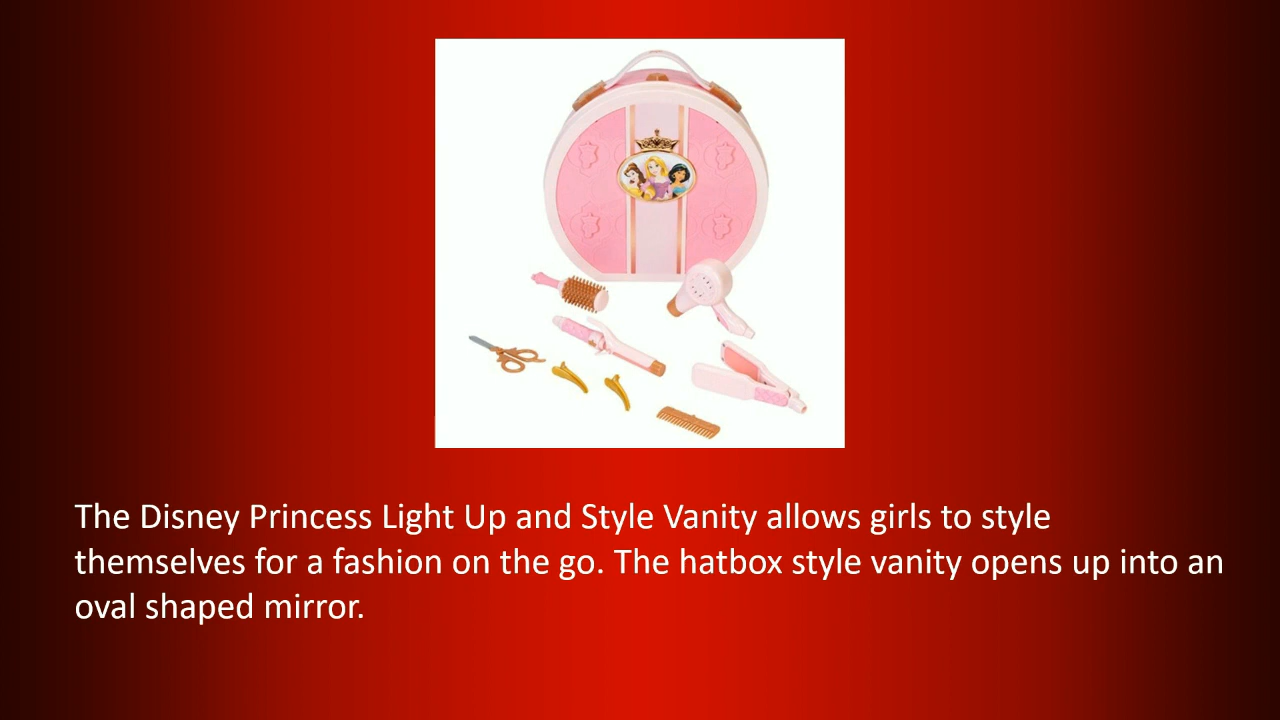 The Disney Princess Light Up and Style Vanity allows girls to style
themselves for a fashion on the go. The hatbox style vanity opens up into an
oval shaped mirror.